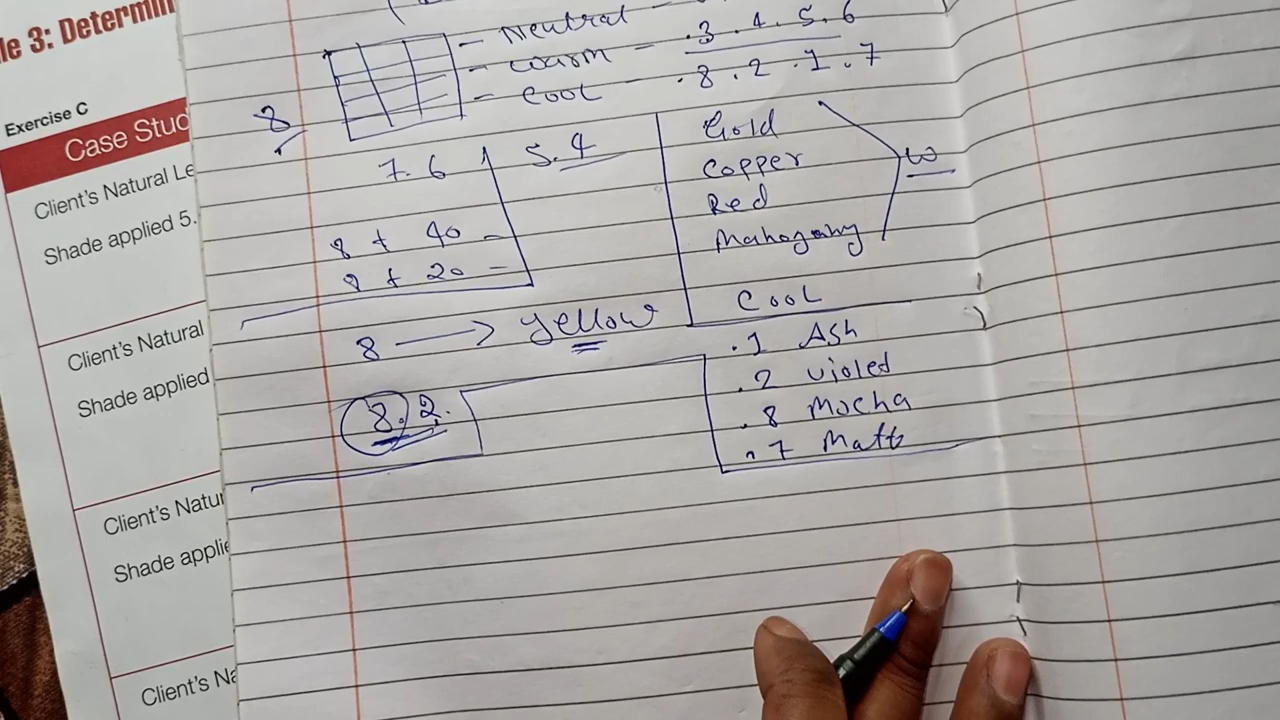 le 3: Determin
Exercise C
Case Stud
Client's Natural Le
Shade applied 5.
Client's Natural
Shade applied
Client's Natur
Shade applie
Client's Na
- Neutral -
- warm - .3 .4. 5. 6
- cool - .8 .2 .1 .7
8
7.6 5.4
8 + 40 -
8 + 20 -
8 → yellow
8.2.
Gold
Copper
Red
Mahogany
W
Cool
.1 Ash
.2 violed
.8 Mocha
.7 Matt